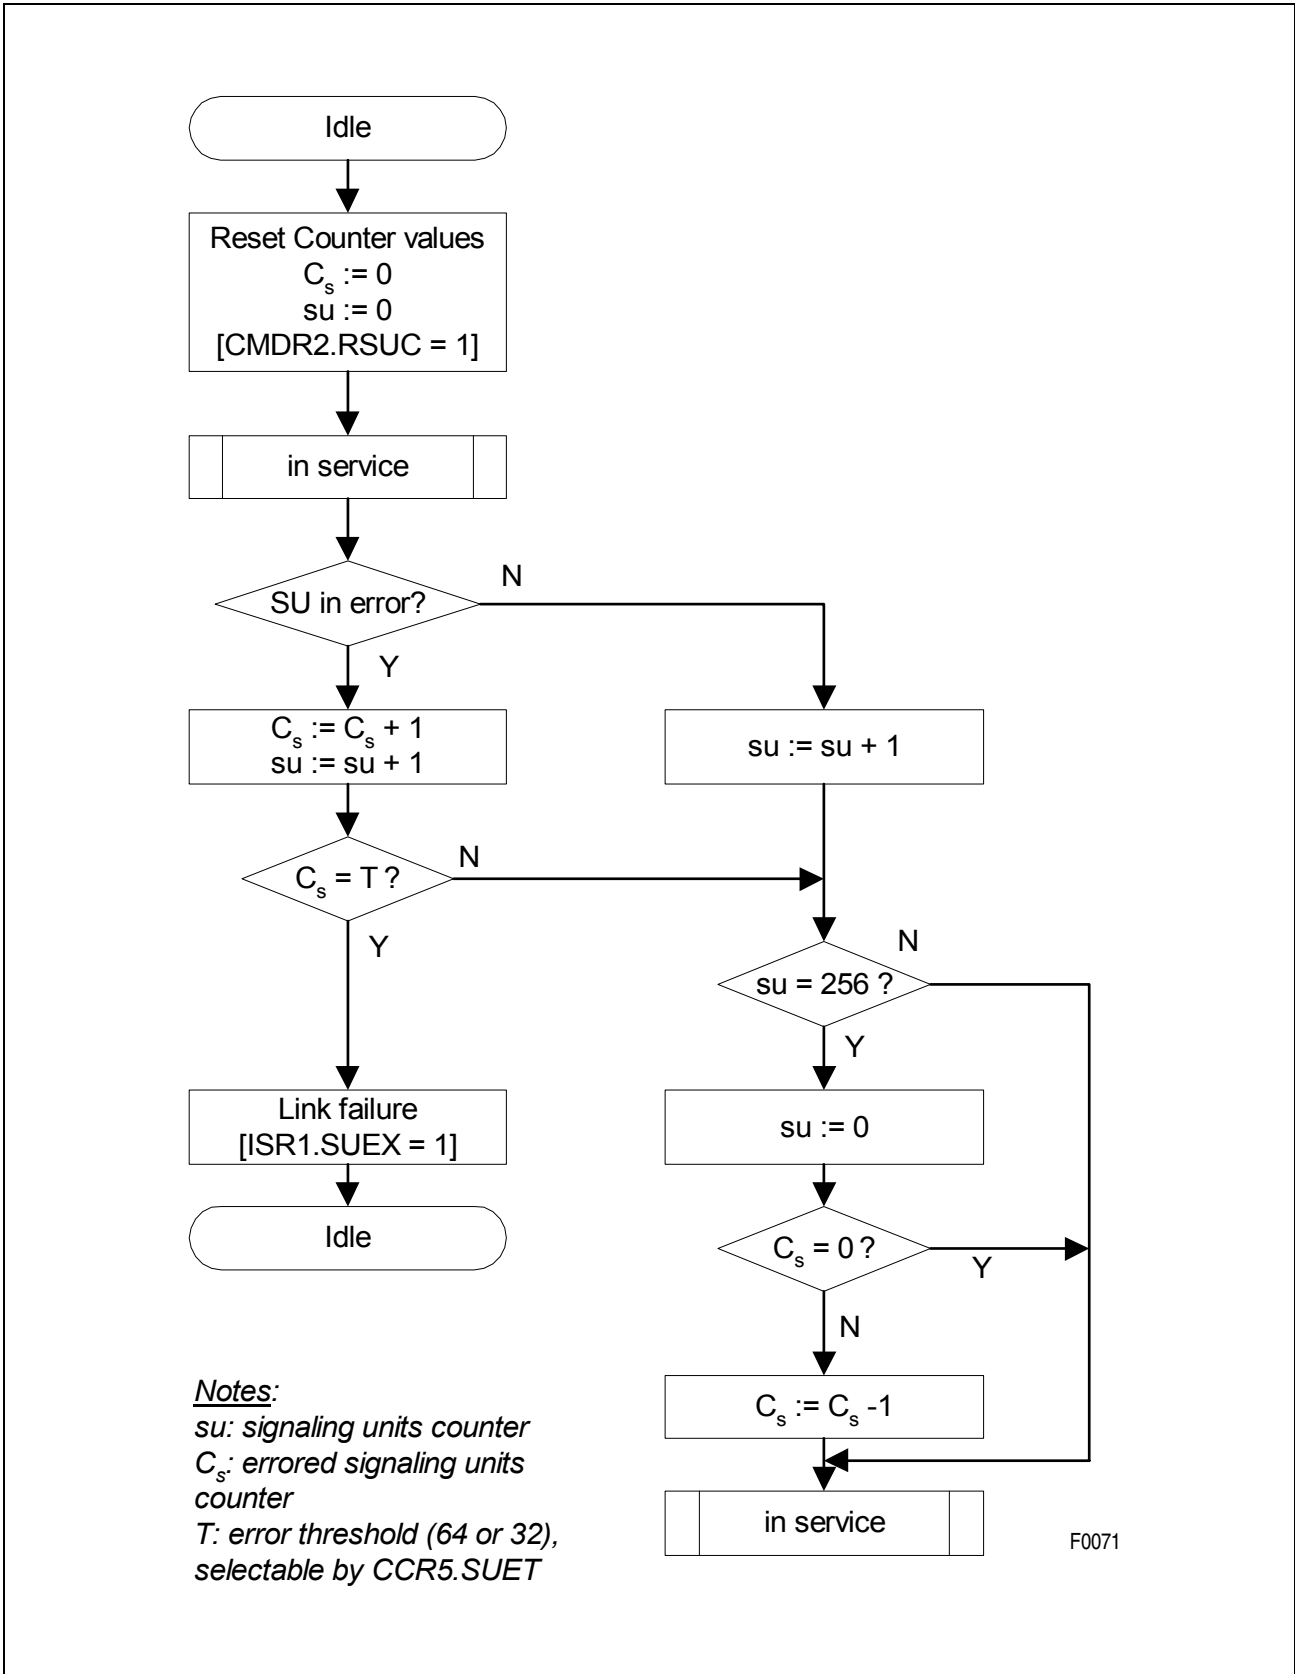 Idle
Reset Counter values
Cs := 0
su := 0
[CMDR2.RSUC = 1]
in service
SU in error?
N
Y
Cs := Cs + 1
su := su + 1
su := su + 1
Cs = T ?
N
Y
su = 256 ?
N
Y
Link failure
[ISR1.SUEX = 1]
su := 0
Idle
Cs = 0 ?
Y
N
Cs := Cs -1
in service
Notes:
su: signaling units counter
Cs: errored signaling units
counter
T: error threshold (64 or 32),
selectable by CCR5.SUET
F0071